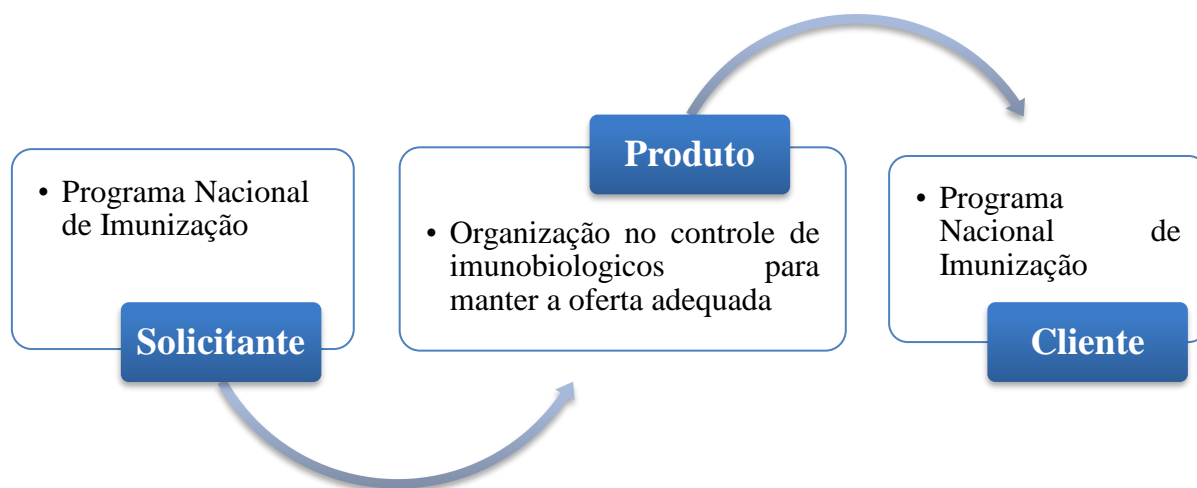 • Programa Nacional
de Imunização
Solicitante
Produto
• Organização no controle de
imunobiologicos para
manter a oferta adequada
• Programa
Nacional de
Imunização
Cliente